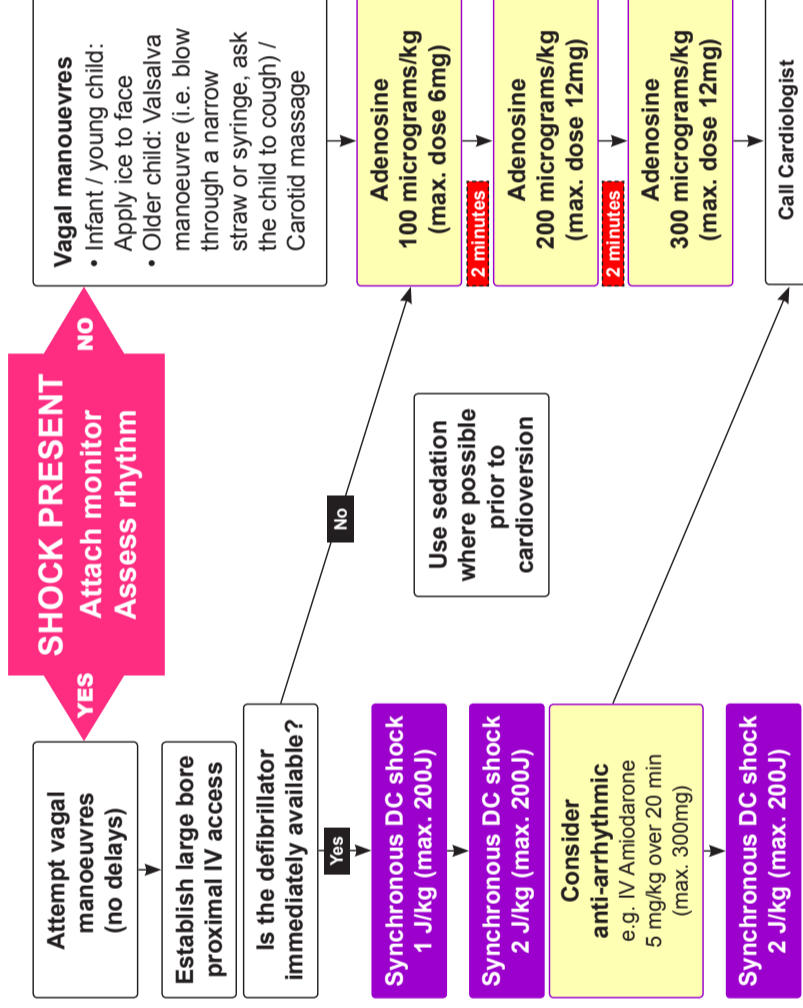 SHOCK PRESENT
Attach monitor
Assess rhythm
YES
NO
Attempt vagal
manoeuvres
(no delays)
Establish large bore
proximal IV access
Is the defibrillator
immediately available?
Yes
No
Synchronous DC shock
1 J/kg (max. 200J)
Synchronous DC shock
2 J/kg (max. 200J)
Consider
anti-arrhythmic
e.g. IV Amiodarone
5 mg/kg over 20 min
(max. 300mg)
Synchronous DC shock
2 J/kg (max. 200J)
Use sedation
where possible
prior to
cardioversion
Vagal manouevres
• Infant / young child:
Apply ice to face
• Older child: Valsalva
manoeuvre (i.e. blow
through a narrow
straw or syringe, ask
the child to cough) /
Carotid massage
Adenosine
100 micrograms/kg
(max. dose 6mg)
2 minutes
Adenosine
200 micrograms/kg
(max. dose 12mg)
2 minutes
Adenosine
300 micrograms/kg
(max. dose 12mg)
Call Cardiologist